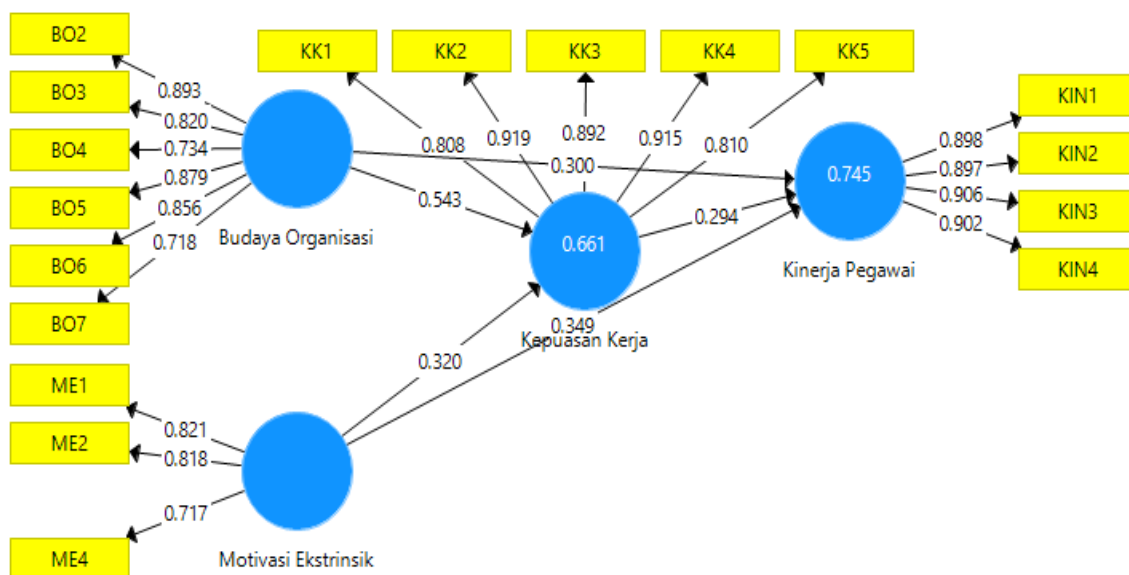 BO2
BO3
BO4
BO5
BO6
BO7
0.893
0.820
0.734
0.879
0.856
0.718
Budaya Organisasi
KK1
KK2
KK3
KK4
KK5
0.808
0.919
0.892
0.915
0.810
0.300
0.543
0.661
Kepuasan Kerja
0.294
0.349
0.320
0.745
Kinerja Pegawai
0.898
0.897
0.906
0.902
KIN1
KIN2
KIN3
KIN4
ME1
ME2
ME4
0.821
0.818
0.717
Motivasi Ekstrinsik